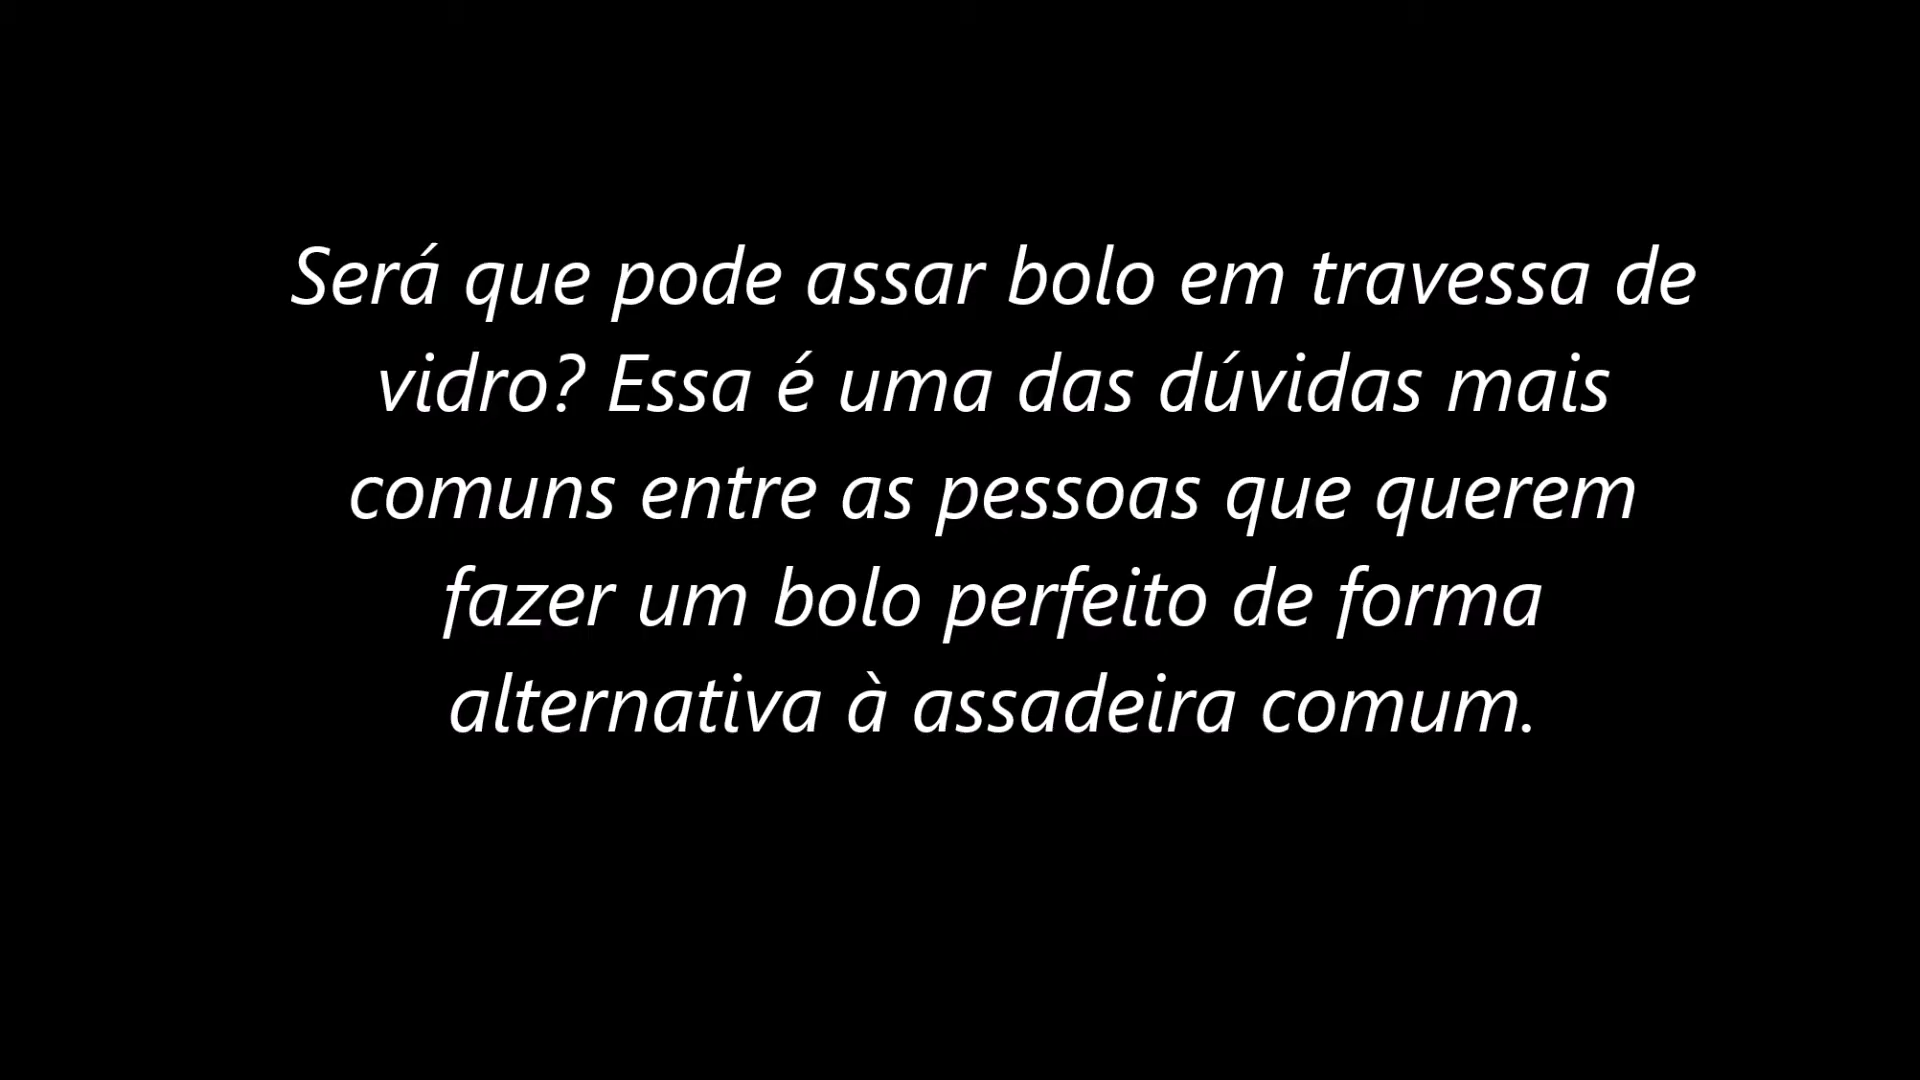 Será que pode assar bolo em travessa de
vidro? Essa é uma das dúvidas mais
comuns entre as pessoas que querem
fazer um bolo perfeito de forma
alternativa à assadeira comum.